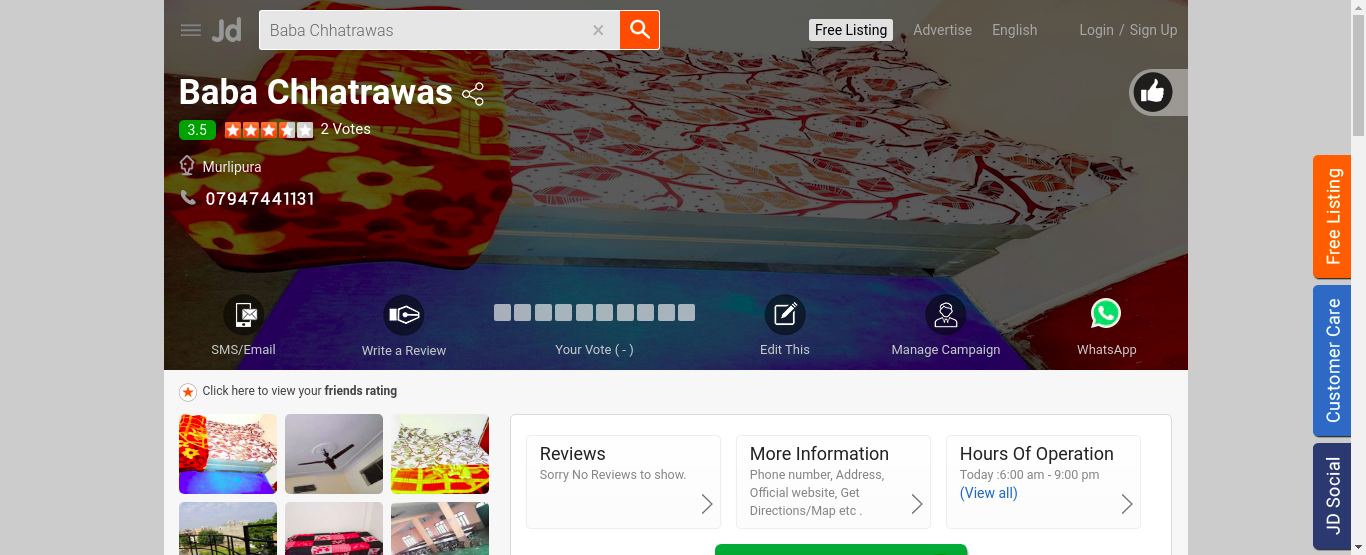 Jd
Baba Chhatrawas
Free Listing
Advertise
English
Login / Sign Up
Baba Chhatrawas
3.5
2 Votes
Murlipura
07947441131
SMS/Email
Write a Review
Your Vote ( - )
Edit This
Manage Campaign
WhatsApp
Click here to view your friends rating
Reviews
Sorry No Reviews to show.
More Information
Phone number, Address,
Official website, Get
Directions/Map etc .
Hours Of Operation
Today :6:00 am - 9:00 pm
(View all)
Free Listing
Customer Care
JD Social